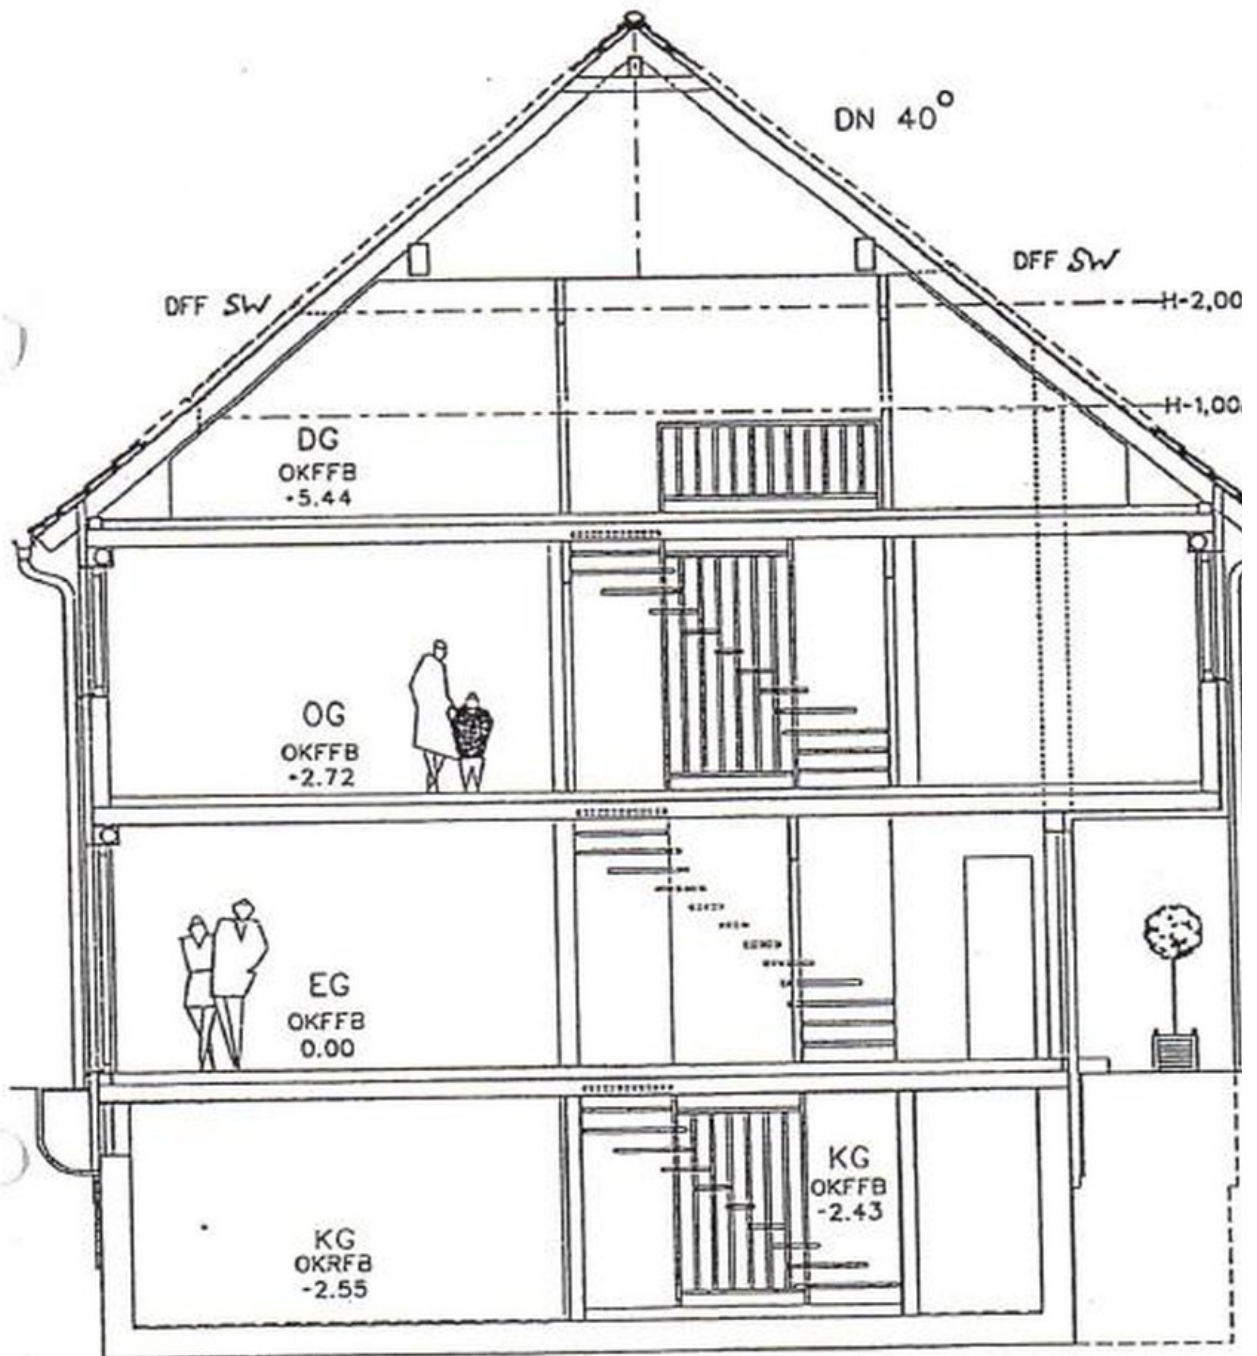 DN 40°
DFF SW
DFF SW
H-2,00
H-1,00
DG
OKFFB
+5.44
OG
OKFFB
+2.72
EG
OKFFB
0.00
KG
OKFFB
-2.43
KG
OKRFB
-2.55